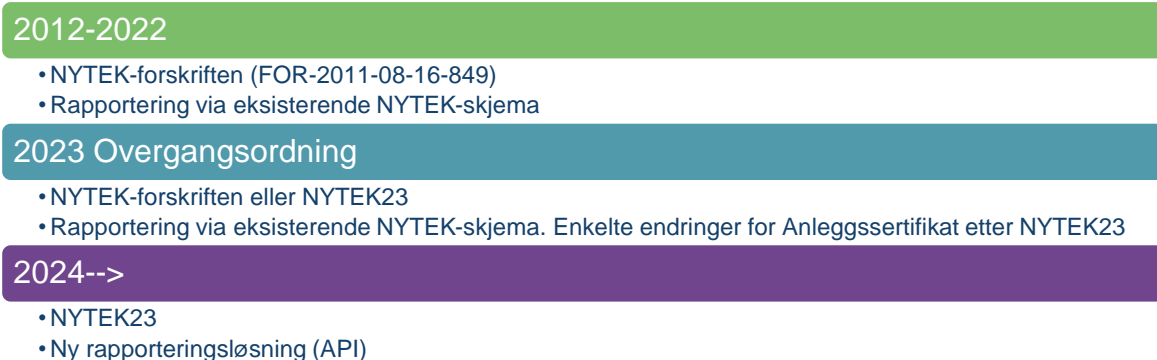 2012-2022
•NYTEK-forskriften (FOR-2011-08-16-849)
•Rapportering via eksisterende NYTEK-skjema
2023 Overgangsordning
•NYTEK-forskriften eller NYTEK23
•Rapportering via eksisterende NYTEK-skjema. Enkelte endringer for Anleggssertifikat etter NYTEK23
2024-->
•NYTEK23
•Ny rapporteringsløsning (API)